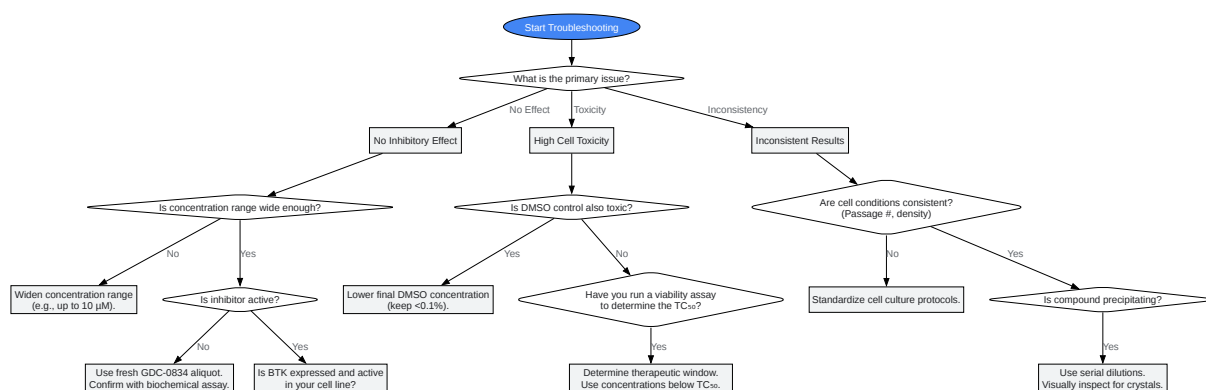 Start Troubleshooting
What is the primary issue?
No Effect
Toxicity
Inconsistency
No Inhibitory Effect
High Cell Toxicity
Inconsistent Results
Is concentration range wide enough?
Is DMSO control also toxic?
Are cell conditions consistent?
(Passage #, density)
No
Yes
Yes
No
No
Yes
Widen concentration range
(e.g., up to 10 µM).
Is inhibitor active?
Lower final DMSO concentration
(keep <0.1%).
Have you run a viability assay
to determine the TC₅₀?
Standardize cell culture protocols.
Is compound precipitating?
No
Yes
Yes
Yes
Use fresh GDC-0834 aliquot.
Confirm with biochemical assay.
Is BTK expressed and active
in your cell line?
Determine therapeutic window.
Use concentrations below TC₅₀.
Use serial dilutions.
Visually inspect for crystals.